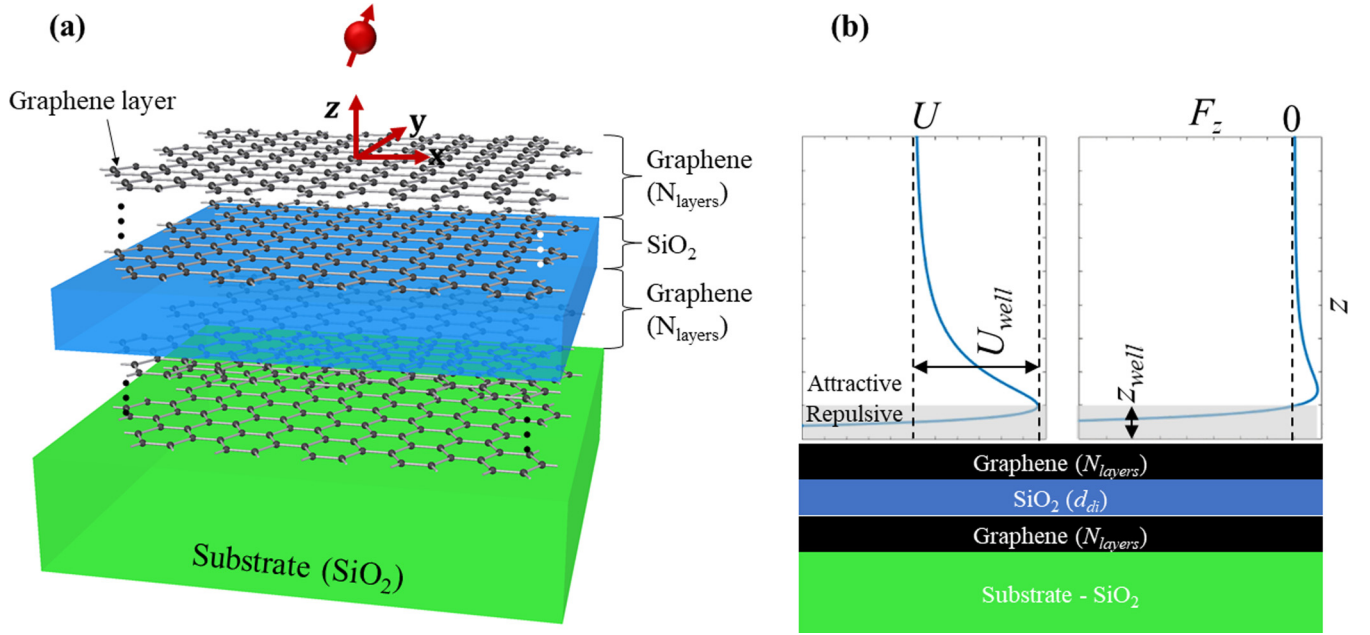 (a)
Graphene layer
z
y
x
Graphene
(N_layers)
SiO₂
Graphene
(N_layers)
Substrate (SiO₂)
(b)
U
F_z
0
U_well
z_well
z
Attractive
Repulsive
Graphene (N_layers)
SiO₂ (d_di)
Graphene (N_layers)
Substrate - SiO₂